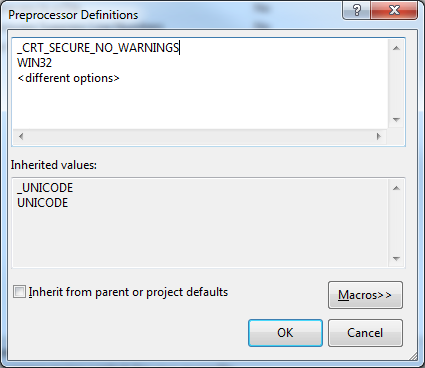 Preprocessor Definitions
_CRT_SECURE_NO_WARNINGS
WIN32
<different options>
Inherited values:
_UNICODE
UNICODE
Inherit from parent or project defaults
Macros>>
OK
Cancel